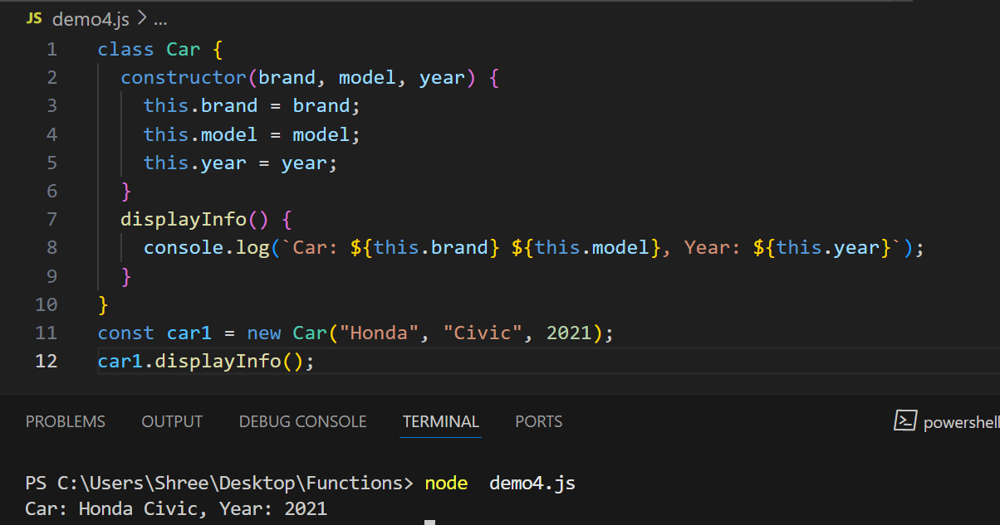 JS demo4.js > ...
1 class Car {
2   constructor(brand, model, year) {
3     this.brand = brand;
4     this.model = model;
5     this.year = year;
6   }
7   displayInfo() {
8     console.log(`Car: ${this.brand} ${this.model}, Year: ${this.year}`);
9   }
10 }
11 const car1 = new Car("Honda", "Civic", 2021);
12 car1.displayInfo();
PROBLEMS OUTPUT DEBUG CONSOLE TERMINAL PORTS powershell
PS C:\Users\Shree\Desktop\Functions> node  demo4.js
Car: Honda Civic, Year: 2021